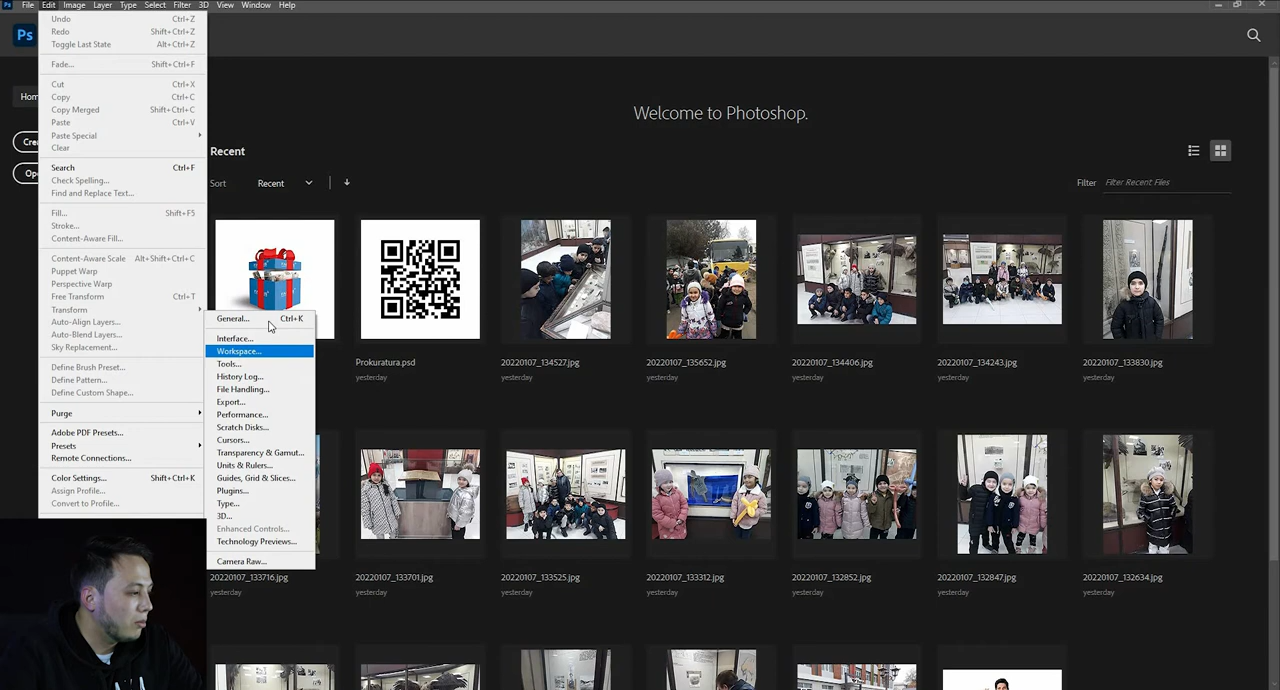 Ps File Edit Image Layer Type Select Filter 3D View Window Help
Ps
Undo Ctrl+Z
Redo Shift+Ctrl+Z
Toggle Last State Alt+Ctrl+Z
Fade... Shift+Ctrl+F
Cut Ctrl+X
Copy Ctrl+C
Copy Merged Shift+Ctrl+C
Paste Ctrl+V
Paste Special
Clear
Search Ctrl+F
Check Spelling...
Find and Replace Text...
Fill... Shift+F5
Stroke...
Content-Aware Fill...
Content-Aware Scale Alt+Shift+Ctrl+C
Puppet Warp
Perspective Warp
Free Transform Ctrl+T
Transform
Auto-Align Layers...
Auto-Blend Layers...
Sky Replacement...
Define Brush Preset...
Define Pattern...
Define Custom Shape...
Purge
Adobe PDF Presets...
Presets
Remote Connections...
Color Settings... Shift+Ctrl+K
Assign Profile...
Convert to Profile...
General... Ctrl+K
Interface...
Workspace...
Tools...
History Log...
File Handling...
Export...
Performance...
Scratch Disks...
Cursors...
Transparency & Gamut...
Units & Rulers...
Guides, Grid & Slices...
Plugins...
Type...
3D...
Enhanced Controls...
Technology Previews...
Camera Raw...
Hom
Cre
Op
Welcome to Photoshop.
Recent
Sort Recent
Filter Filter Recent Files
Prokuratura.psd
yesterday
20220107_134527.jpg
yesterday
20220107_135652.jpg
yesterday
20220107_134406.jpg
yesterday
20220107_134243.jpg
yesterday
20220107_133830.jpg
yesterday
20220107_133716.jpg
yesterday
20220107_133701.jpg
yesterday
20220107_133525.jpg
yesterday
20220107_133312.jpg
yesterday
20220107_132852.jpg
yesterday
20220107_132847.jpg
yesterday
20220107_132634.jpg
yesterday